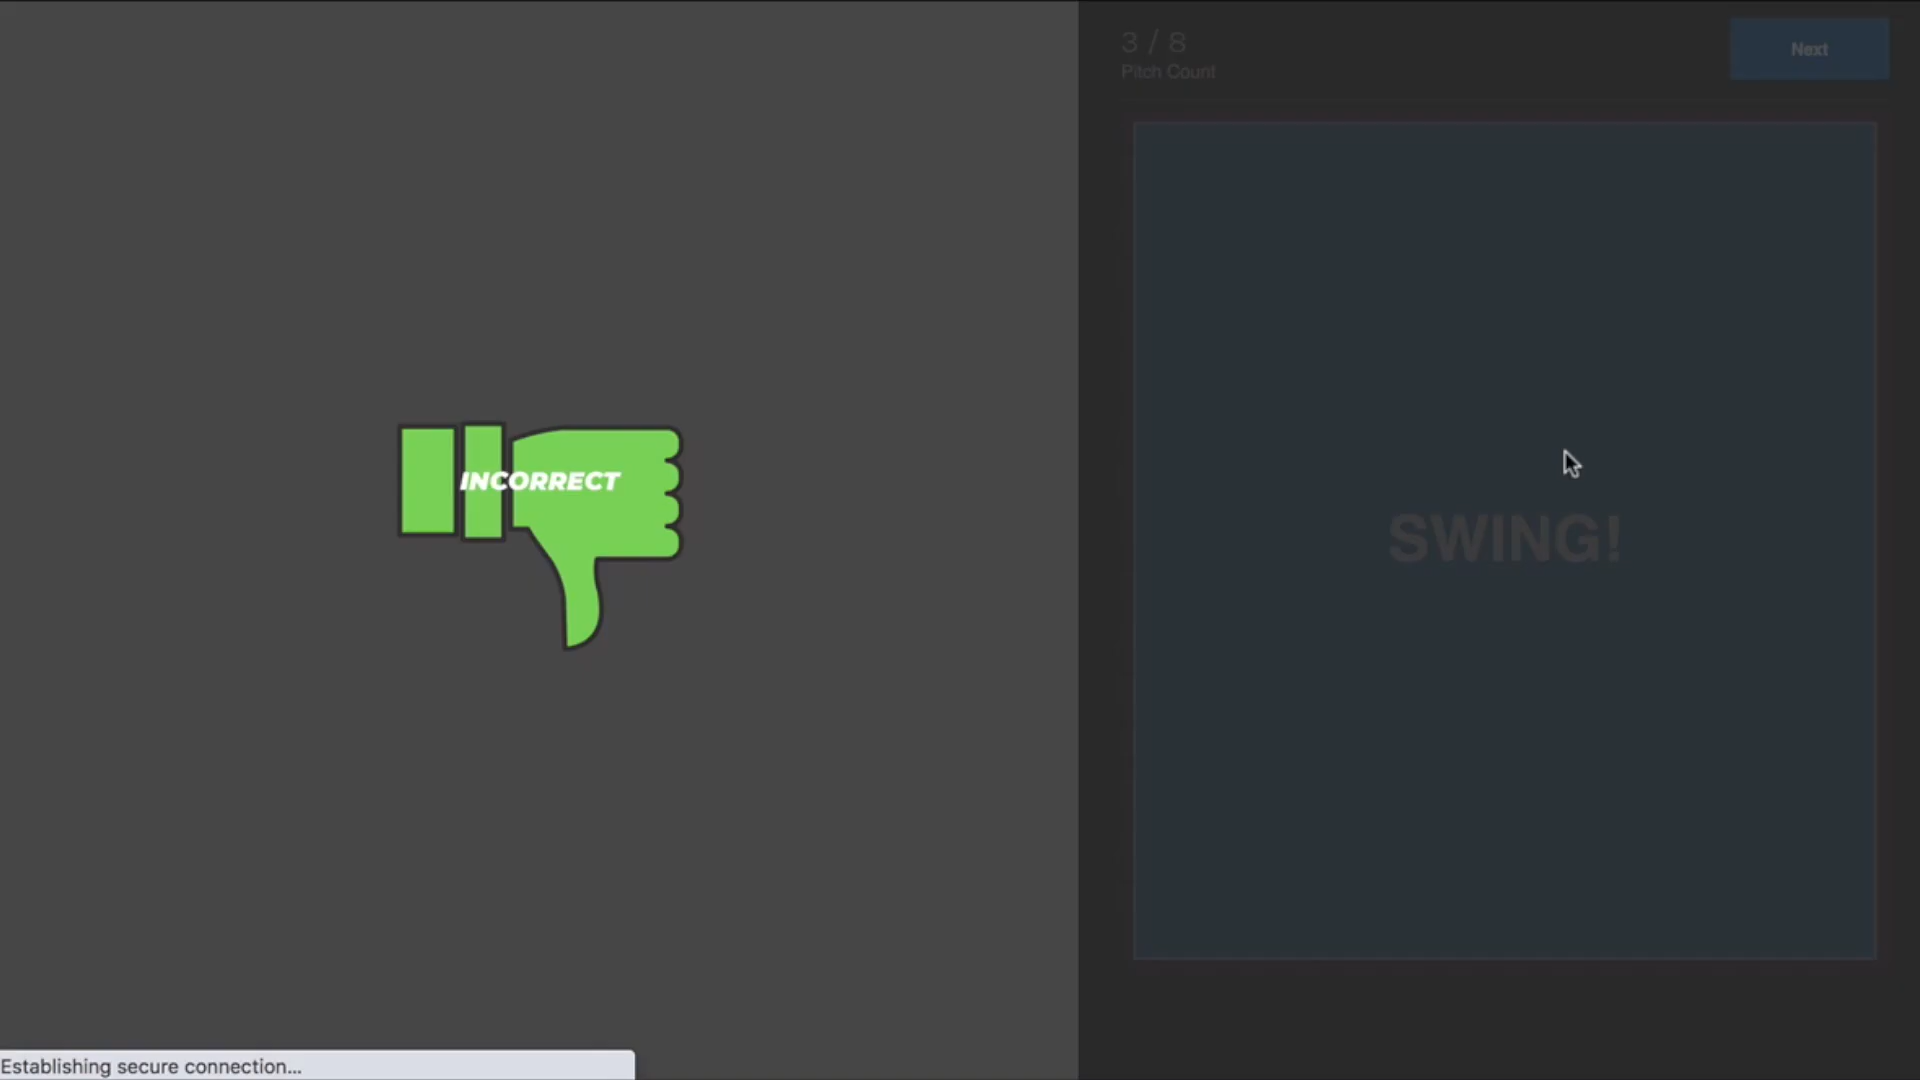 3 / 8
Pitch Count
Next
INCORRECT
SWING!
Establishing secure connection...